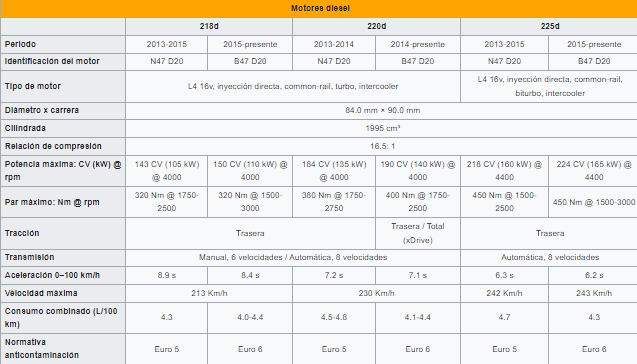 Motores diesel
218d 220d 225d
Periodo 2013-2015 2015-presente 2013-2014 2014-presente 2013-2015 2015-presente
Identificación del motor N47 D20 B47 D20 N47 D20 B47 D20 N47 D20 B47 D20
Tipo de motor L4 16v, inyección directa, common-rail, turbo, intercooler L4 16v, inyección directa, common-rail,
biturbo, intercooler
Diámetro x carrera 84.0 mm × 90.0 mm
Cilindrada 1995 cm³
Relación de compresión 16.5: 1
Potencia máxima: CV (kW) @ 143 CV (105 kW) 150 CV (110 kW) @ 184 CV (135 kW) 190 CV (140 kW) @ 218 CV (160 kW) @ 224 CV (165 kW) @
rpm @ 4000 4000 @ 4000 4000 4400 4400
Par máximo: Nm @ rpm 320 Nm @ 1750- 320 Nm @ 1500- 380 Nm @ 1750- 400 Nm @ 1750- 450 Nm @ 1500- 450 Nm @ 1500-3000
2500 3000 2750 2500 2500
Tracción Trasera Trasera / Total Trasera
(xDrive)
Transmisión Manual, 6 velocidades / Automática, 8 velocidades Automática, 8 velocidades
Aceleración 0–100 km/h 8.9 s 8.4 s 7.2 s 7.1 s 6.3 s 6.2 s
Velocidad máxima 213 Km/h 230 Km/h 242 Km/h 243 Km/h
Consumo combinado (L/100 4.3 4.0-4.4 4.5-4.8 4.1-4.4 4.7 4.3
km)
Normativa Euro 5 Euro 6 Euro 5 Euro 6 Euro 5 Euro 6
anticontaminación